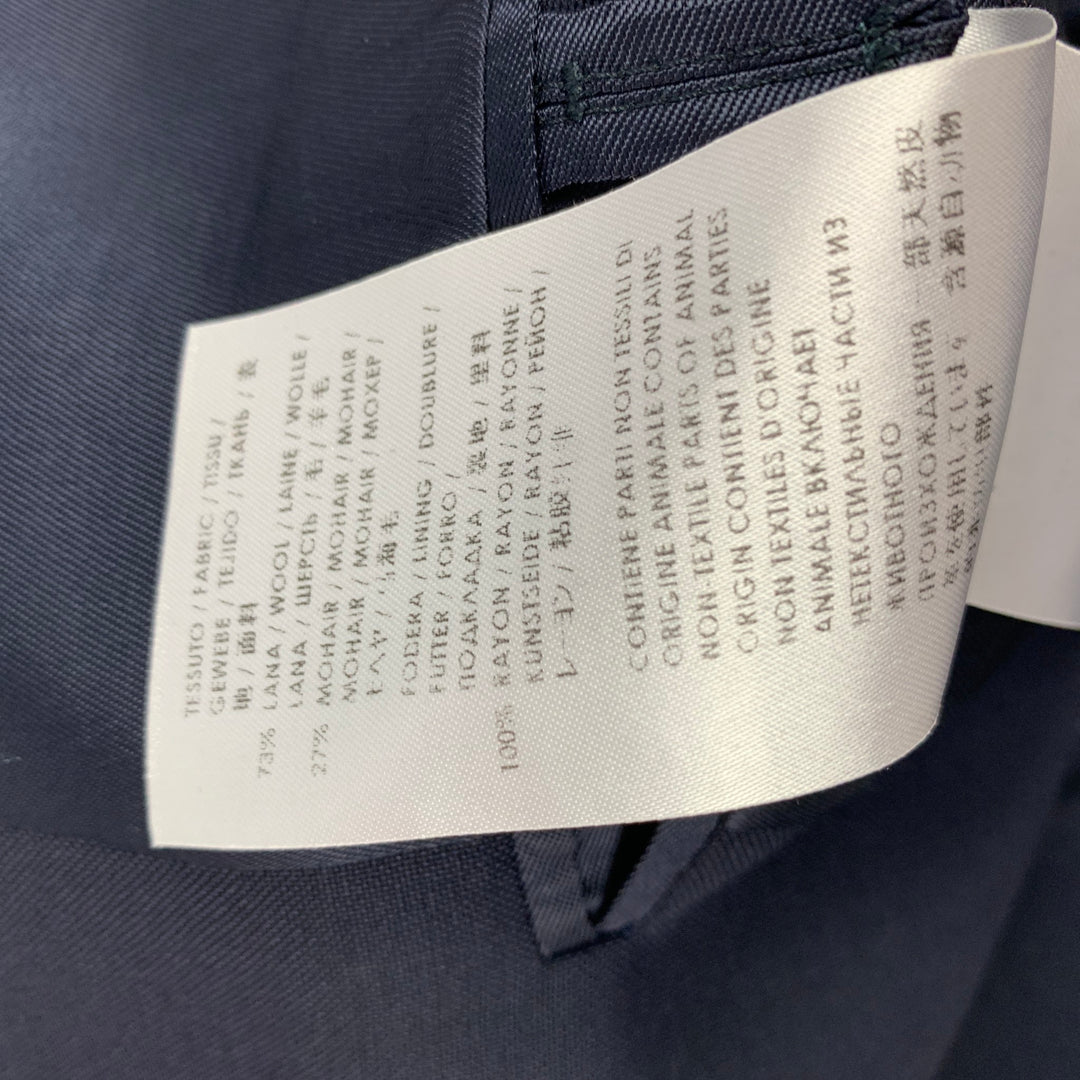 TESSUTO / FABRIC / TISSU /
GEWEBE / TEJIDO / ТКАНЬ / 表
地 / 面料
73% LANA / WOOL / LAINE / WOLLE /
LANA / ШЕРСТЬ / 毛 / 羊毛
27% MOHAIR / MOHAIR / MOHAIR /
MOHAIR / MOHAIR / МОХЕР /
モヘヤ / 马海毛
FODERA / LINING / DOUBLURE /
FUTTER / FORRO /
ПОДКЛАДКА / 裏地 / 里料
100% RAYON / RAYON / RAYONNE /
KUNSTSEIDE / RAYON / РЕЙОН /
レーヨン / 粘胶纤维
CONTIENE PARTI NON TESSILI DI
ORIGINE ANIMALE CONTAINS
NON-TEXTILE PARTS OF ANIMAL
ORIGIN CONTIENT DES PARTIES
NON TEXTILES D'ORIGINE
ANIMALE ВКЛЮЧАЕТ
НЕТЕКСТИЛЬНЫЕ ЧАСТИ ИЗ
ЖИВОТНОГО
ПРОИЗХОЖДЕНИЯ 一部天然皮
革を使用しています 含源自动物